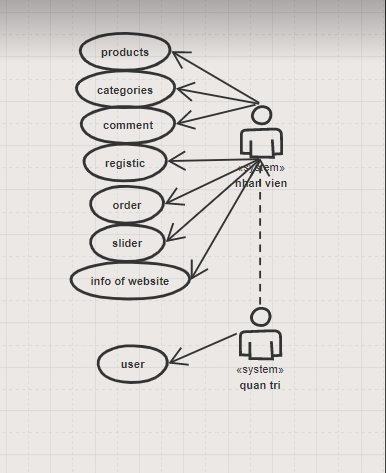 products
categories
comment
registic
order
slider
info of website
user
«system»
nhan vien
«system»
quan tri